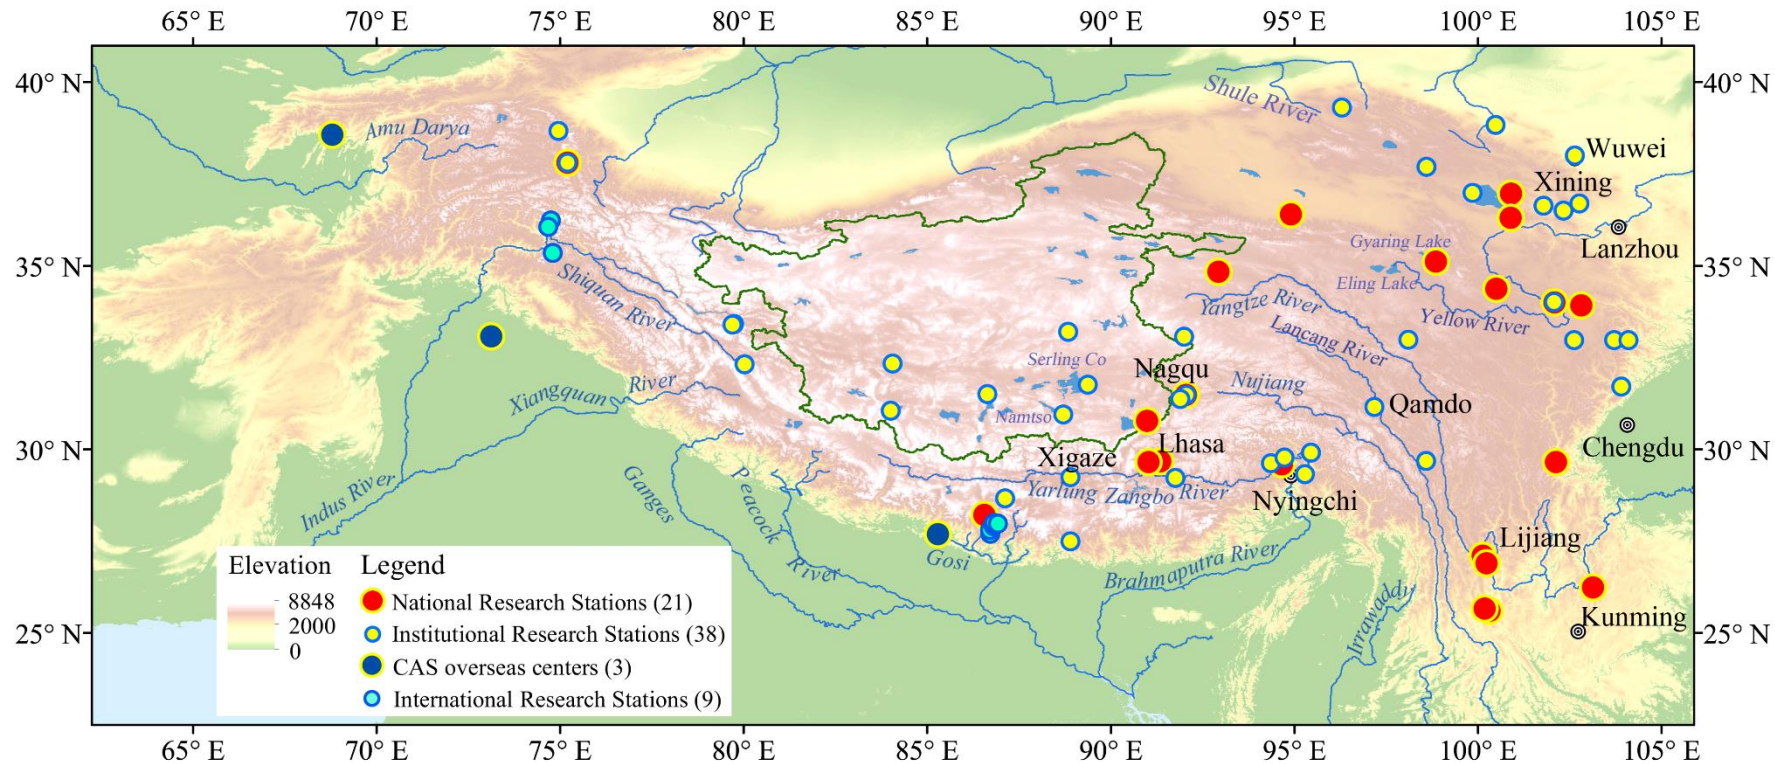 65° E 70° E 75° E 80° E 85° E 90° E 95° E 100° E 105° E
40° N 40° N
Shule River
Amu Darya
Wuwei
Xining
Lanzhou
Gyaring Lake
35° N 35° N
Eling Lake
Shiquan River
Yangtze River
Yellow River
Lancang River
Serling Co
Nagqu
Nujiang
Xiangquan River
Qamdo
Namtso
Chengdu
30° N 30° N
Lhasa
Xigaze
Yarlung Zangbo River
Nyingchi
Indus River
Ganges
Peacock River
Lijiang
Gosi
Brahmaputra River
Irrawaddy
Kunming
25° N 25° N
Elevation
8848
2000
0
Legend
National Research Stations (21)
Institutional Research Stations (38)
CAS overseas centers (3)
International Research Stations (9)
65° E 70° E 75° E 80° E 85° E 90° E 95° E 100° E 105° E